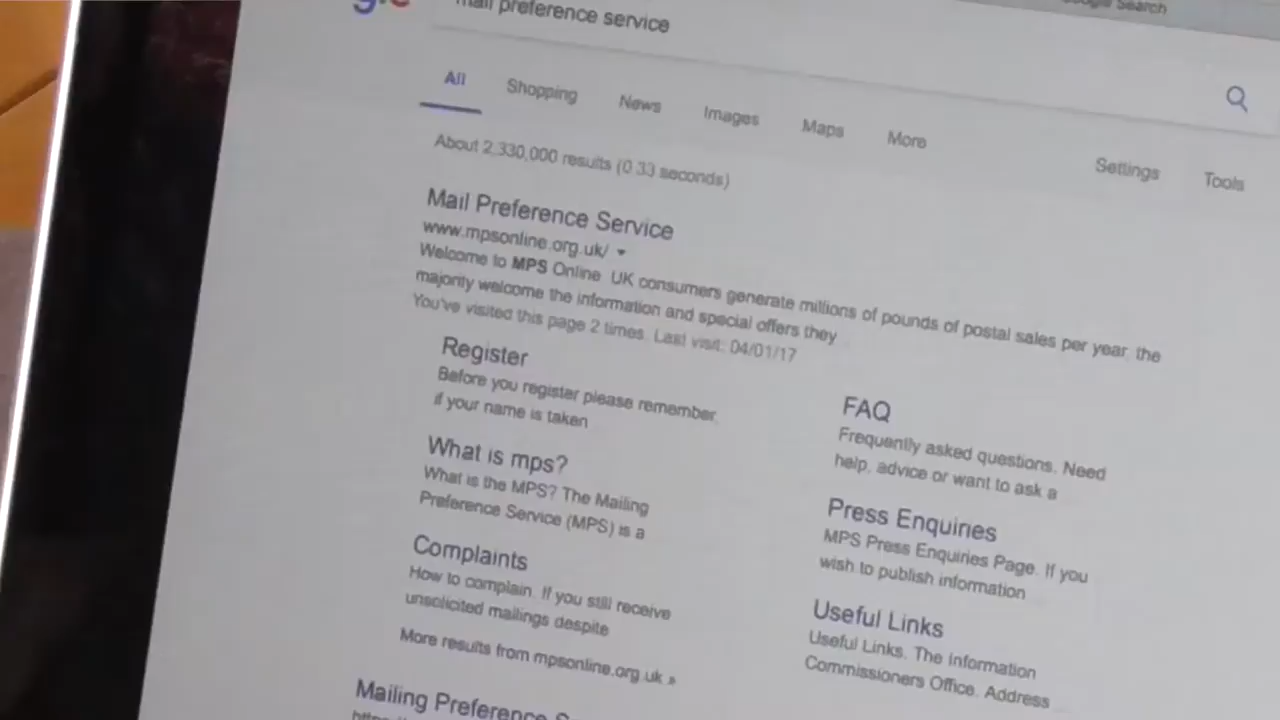 mail preference service
Google Search
All Shopping News Images Maps More Settings Tools
About 2,330,000 results (0.33 seconds)
Mail Preference Service
www.mpsonline.org.uk/
Welcome to MPS Online. UK consumers generate millions of pounds of postal sales per year, the
majority welcome the information and special offers they
You've visited this page 2 times. Last visit: 04/01/17
Register
Before you register please remember,
if your name is taken
What is mps?
What is the MPS? The Mailing
Preference Service (MPS) is a
Complaints
How to complain. If you still receive
unsolicited mailings despite
More results from mpsonline.org.uk »
FAQ
Frequently asked questions. Need
help, advice or want to ask a
Press Enquiries
MPS Press Enquiries Page. If you
wish to publish information
Useful Links
Useful Links. The Information
Commissioners Office. Address
Mailing Preference